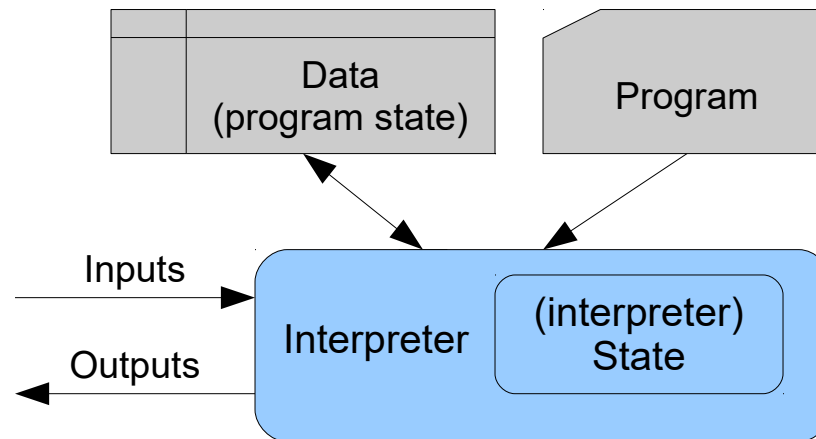 Data
(program state)
Program
Inputs
Outputs
Interpreter
(interpreter)
State